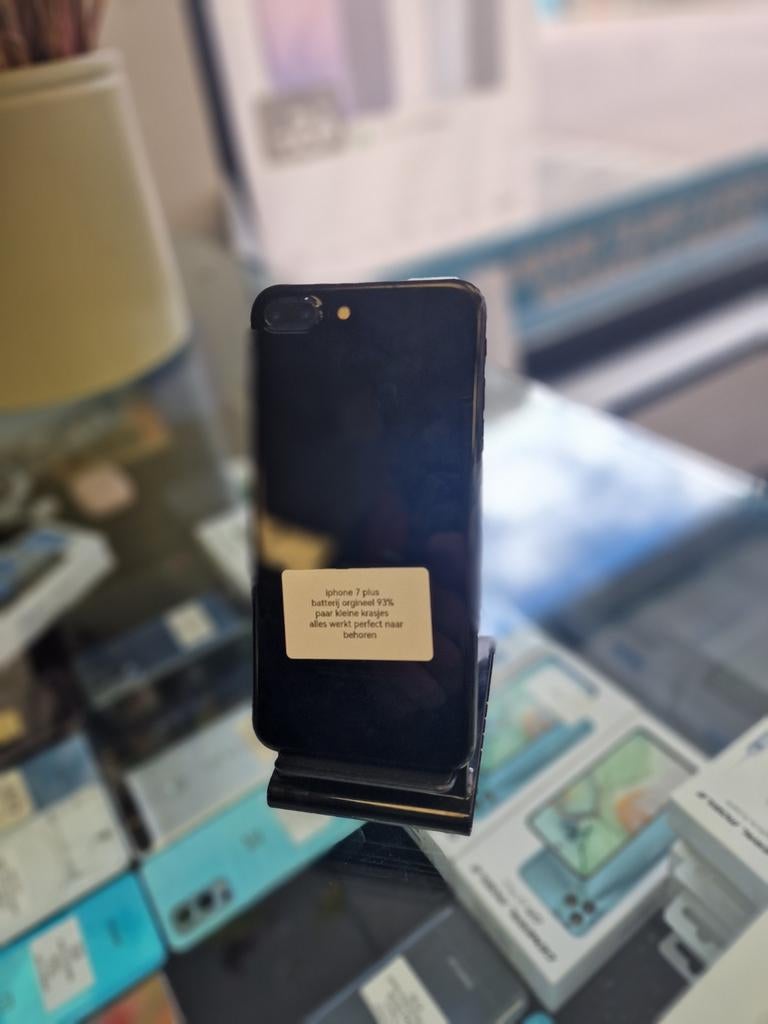 iphone 7 plus
batterij orgineel 93%
paar kleine krasjes
alles werkt perfect naar
behoren